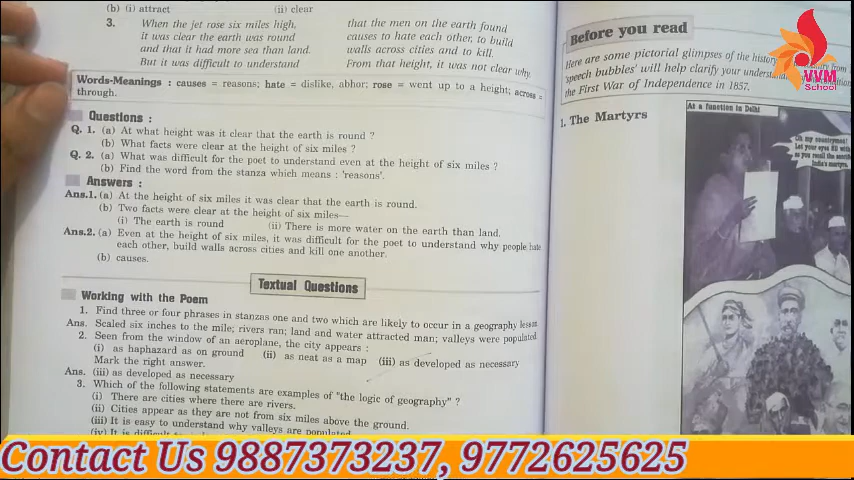 (b) (i) attract (ii) clear
3. When the jet rose six miles high,
it was clear the earth was round
and that it had more sea than land.
But it was difficult to understand
that the men on the earth found
causes to hate each other, to build
walls across cities and to kill.
From that height, it was not clear why.
Words-Meanings : causes = reasons; hate = dislike, abhor; rose = went up to a height; across =
through.
Questions :
Q. 1. (a) At what height was it clear that the earth is round ?
(b) What facts were clear at the height of six miles ?
Q. 2. (a) What was difficult for the poet to understand even at the height of six miles ?
(b) Find the word from the stanza which means : 'reasons'.
Answers :
Ans.1. (a) At the height of six miles it was clear that the earth is round.
(b) Two facts were clear at the height of six miles—
(i) The earth is round (ii) There is more water on the earth than land.
Ans.2. (a) Even at the height of six miles, it was difficult for the poet to understand why people hate
each other, build walls across cities and kill one another.
(b) causes.
Textual Questions
Working with the Poem
1. Find three or four phrases in stanzas one and two which are likely to occur in a geography lesson
Ans. Scaled six inches to the mile; rivers ran; land and water attracted man; valleys were populated
2. Seen from the window of an aeroplane, the city appears :
(i) as haphazard as on ground (ii) as neat as a map (iii) as developed as necessary
Mark the right answer.
Ans. (iii) as developed as necessary
3. Which of the following statements are examples of "the logic of geography" ?
(i) There are cities where there are rivers.
(ii) Cities appear as they are not from six miles above the ground.
(iii) It is easy to understand why valleys are populated.
(iv) It is
Before you read
Here are some pictorial glimpses of the history
'speech bubbles' will help clarify your
the First War of Independence in 1857.
1. The Martyrs
At a function in Delhi
Oh my countrymen!
Let your eyes fill with
as you recall the
India's martyrs.
VVM
School
Contact Us 9887373237, 9772625625